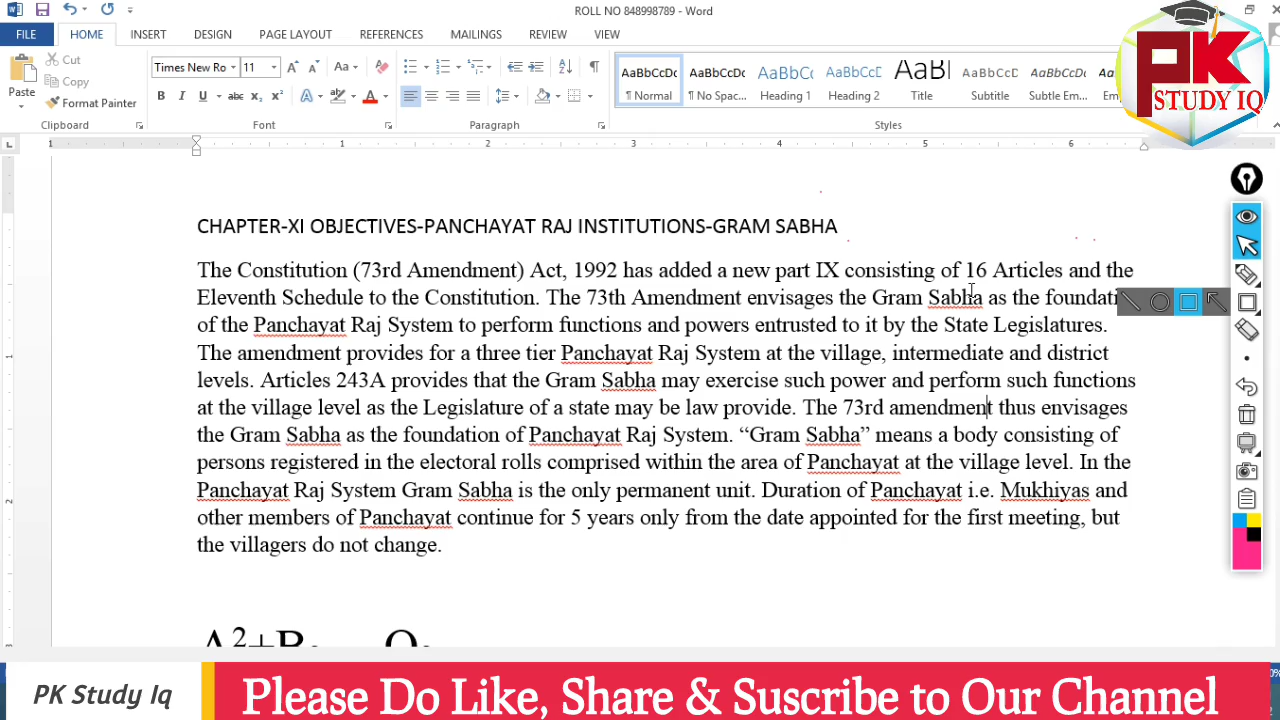 ROLL NO 848998789 - Word
FILE HOME INSERT DESIGN PAGE LAYOUT REFERENCES MAILINGS REVIEW VIEW
Cut
Copy
Paste
Format Painter
Times New Ro 11 Aa
B I U abc X₂ X² A A
AaBbCcDc AaBbCcDc AaBbCc AaBbCcC AaBl AaBbCcC AaBbCcDc
¶ Normal ¶ No Spac... Heading 1 Heading 2 Title Subtitle Subtle Em...
Clipboard Font Paragraph Styles
PK
STUDY IQ
1 1 2 3 4 5 6
CHAPTER-XI OBJECTIVES-PANCHAYAT RAJ INSTITUTIONS-GRAM SABHA
The Constitution (73rd Amendment) Act, 1992 has added a new part IX consisting of 16 Articles and the
Eleventh Schedule to the Constitution. The 73th Amendment envisages the Gram Sabha as the foundati
of the Panchayat Raj System to perform functions and powers entrusted to it by the State Legislatures.
The amendment provides for a three tier Panchayat Raj System at the village, intermediate and district
levels. Articles 243A provides that the Gram Sabha may exercise such power and perform such functions
at the village level as the Legislature of a state may be law provide. The 73rd amendment thus envisages
the Gram Sabha as the foundation of Panchayat Raj System. “Gram Sabha” means a body consisting of
persons registered in the electoral rolls comprised within the area of Panchayat at the village level. In the
Panchayat Raj System Gram Sabha is the only permanent unit. Duration of Panchayat i.e. Mukhiyas and
other members of Panchayat continue for 5 years only from the date appointed for the first meeting, but
the villagers do not change.
PK Study Iq
Please Do Like, Share & Suscribe to Our Channel